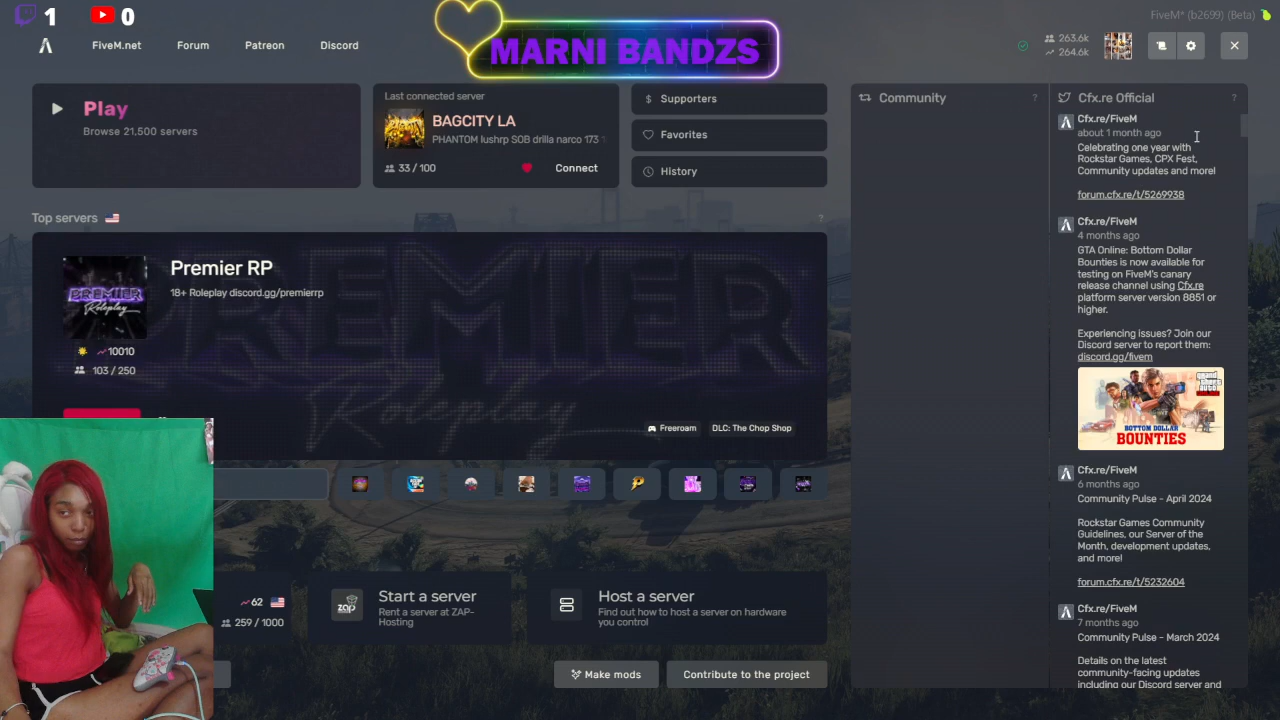 1
0
FiveM* (b2699) (Beta)
FiveM.net
Forum
Patreon
Discord
MARNI BANDZS
263.6k
264.6k
Play
Browse 21,500 servers
Last connected server
BAGCITY LA
PHANTOM lushrp SOB drilla narco 173
33 / 100
Connect
$ Supporters
Favorites
History
Top servers
?
PREMIER
Roleplay
Premier RP
18+ Roleplay discord.gg/premierrp
10010
103 / 250
PREMIER
Roleplay
Freeroam
DLC: The Chop Shop
62
259 / 1000
ZAP
Start a server
Rent a server at ZAP-
Hosting
Host a server
Find out how to host a server on hardware
you control
Make mods
Contribute to the project
Community
?
Cfx.re Official
?
Cfx.re/FiveM
about 1 month ago
Celebrating one year with
Rockstar Games, CPX Fest,
Community updates and more!
forum.cfx.re/t/5269938
Cfx.re/FiveM
4 months ago
GTA Online: Bottom Dollar
Bounties is now available for
testing on FiveM's canary
release channel using Cfx.re
platform server version 8851 or
higher.
Experiencing issues? Join our
Discord server to report them:
discord.gg/fivem
BOTTOM DOLLAR
BOUNTIES
Cfx.re/FiveM
6 months ago
Community Pulse - April 2024
Rockstar Games Community
Guidelines, our Server of the
Month, development updates,
and more!
forum.cfx.re/t/5232604
Cfx.re/FiveM
7 months ago
Community Pulse - March 2024
Details on the latest
community-facing updates
including our Discord server and